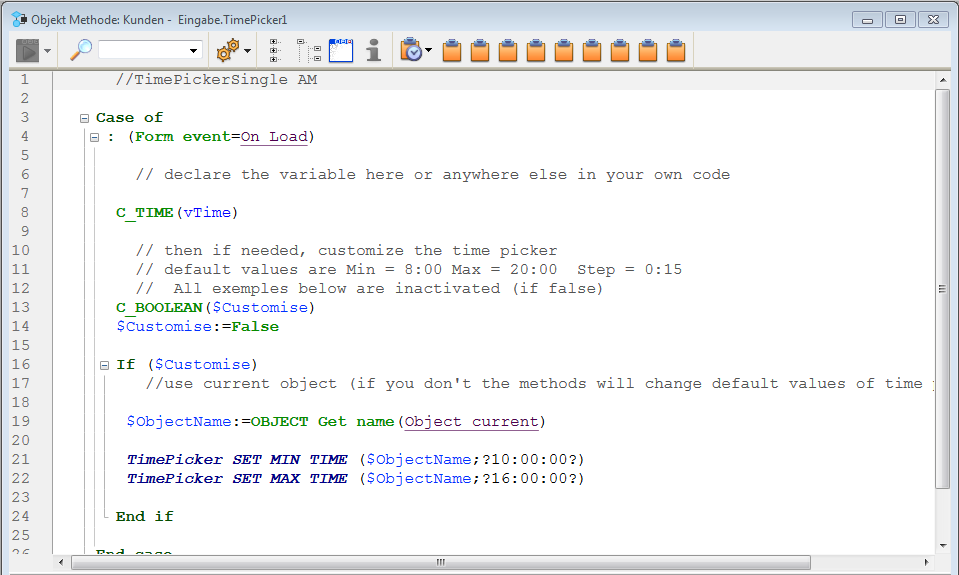 Objekt Methode: Kunden - Eingabe.TimePicker1
1 //TimePickerSingle AM
2
3 Case of
4 : (Form event=On Load)
5
6 // declare the variable here or anywhere else in your own code
7
8 C_TIME(vTime)
9
10 // then if needed, customize the time picker
11 // default values are Min = 8:00 Max = 20:00 Step = 0:15
12 // All exemples below are inactivated (if false)
13 C_BOOLEAN($Customise)
14 $Customise:=False
15
16 If ($Customise)
17 //use current object (if you don't the methods will change default values of time
18
19 $ObjectName:=OBJECT Get name(Object current)
20
21 TimePicker SET MIN TIME ($ObjectName;?10:00:00?)
22 TimePicker SET MAX TIME ($ObjectName;?16:00:00?)
23
24 End if
25
26 End case